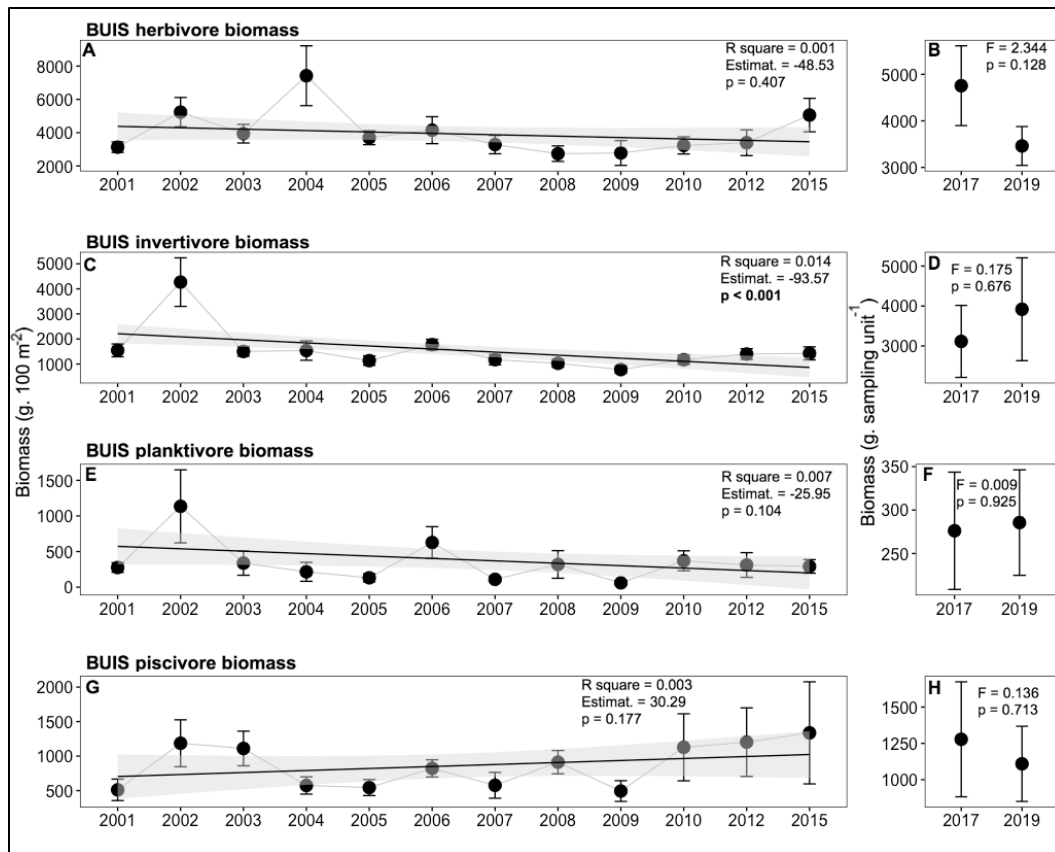 BUIS herbivore biomass
A
R square = 0.001
Estimat. = -48.53
p = 0.407
8000
6000
4000
2000
2001 2002 2003 2004 2005 2006 2007 2008 2009 2010 2012 2015
B
F = 2.344
p = 0.128
5000
4000
3000
2017 2019
BUIS invertivore biomass
C
R square = 0.014
Estimat. = -93.57
p < 0.001
5000
4000
3000
2000
1000
2001 2002 2003 2004 2005 2006 2007 2008 2009 2010 2012 2015
D
F = 0.175
p = 0.676
5000
4000
3000
2017 2019
Biomass (g. 100 m⁻²)
Biomass (g. sampling unit⁻¹)
BUIS planktivore biomass
E
R square = 0.007
Estimat. = -25.95
p = 0.104
1500
1000
500
0
2001 2002 2003 2004 2005 2006 2007 2008 2009 2010 2012 2015
F
F = 0.009
p = 0.925
350
300
250
2017 2019
BUIS piscivore biomass
G
R square = 0.003
Estimat. = 30.29
p = 0.177
2000
1500
1000
500
2001 2002 2003 2004 2005 2006 2007 2008 2009 2010 2012 2015
H
F = 0.136
p = 0.713
1500
1250
1000
2017 2019